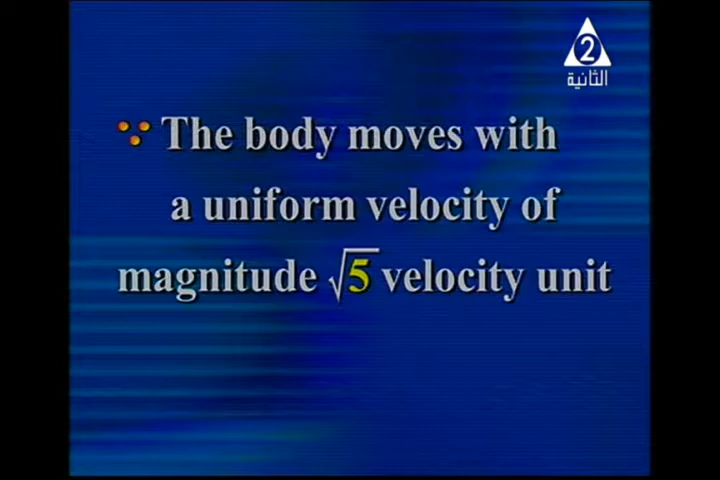 2
الثانية
∵ The body moves with
a uniform velocity of
magnitude √5 velocity unit